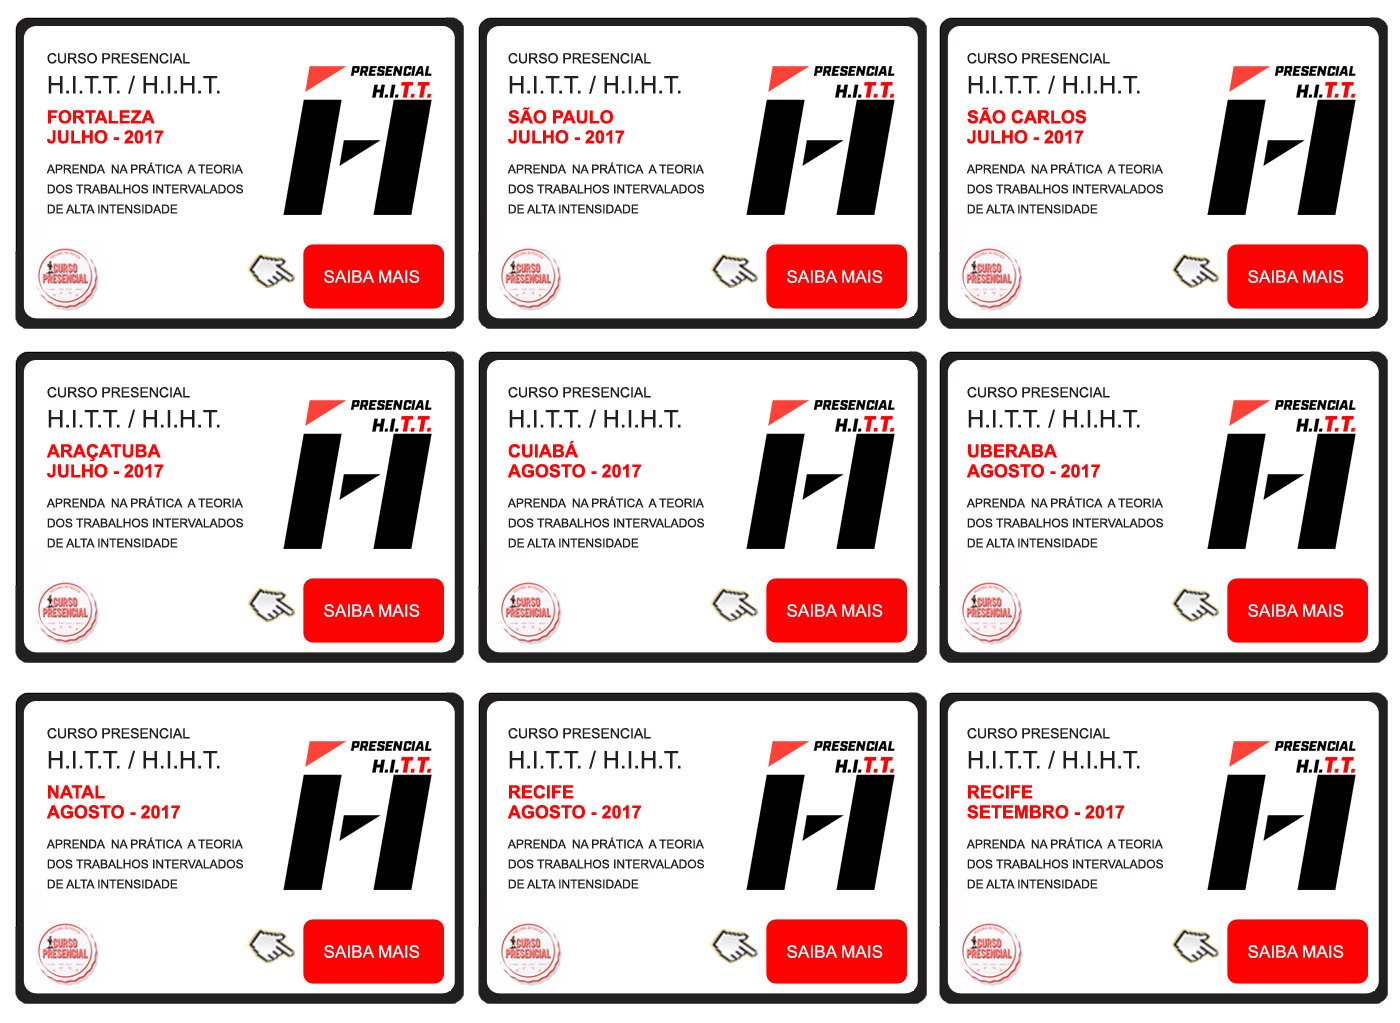 CURSO PRESENCIAL
H.I.T.T. / H.I.H.T.
FORTALEZA
JULHO - 2017
APRENDA NA PRÁTICA A TEORIA
DOS TRABALHOS INTERVALADOS
DE ALTA INTENSIDADE
PRESENCIAL
H.I.T.T.
CURSO
PRESENCIAL
SAIBA MAIS
CURSO PRESENCIAL
H.I.T.T. / H.I.H.T.
SÃO PAULO
JULHO - 2017
APRENDA NA PRÁTICA A TEORIA
DOS TRABALHOS INTERVALADOS
DE ALTA INTENSIDADE
PRESENCIAL
H.I.T.T.
CURSO
PRESENCIAL
SAIBA MAIS
CURSO PRESENCIAL
H.I.T.T. / H.I.H.T.
SÃO CARLOS
JULHO - 2017
APRENDA NA PRÁTICA A TEORIA
DOS TRABALHOS INTERVALADOS
DE ALTA INTENSIDADE
PRESENCIAL
H.I.T.T.
CURSO
PRESENCIAL
SAIBA MAIS
CURSO PRESENCIAL
H.I.T.T. / H.I.H.T.
ARAÇATUBA
JULHO - 2017
APRENDA NA PRÁTICA A TEORIA
DOS TRABALHOS INTERVALADOS
DE ALTA INTENSIDADE
PRESENCIAL
H.I.T.T.
CURSO
PRESENCIAL
SAIBA MAIS
CURSO PRESENCIAL
H.I.T.T. / H.I.H.T.
CUIABÁ
AGOSTO - 2017
APRENDA NA PRÁTICA A TEORIA
DOS TRABALHOS INTERVALADOS
DE ALTA INTENSIDADE
PRESENCIAL
H.I.T.T.
CURSO
PRESENCIAL
SAIBA MAIS
CURSO PRESENCIAL
H.I.T.T. / H.I.H.T.
UBERABA
AGOSTO - 2017
APRENDA NA PRÁTICA A TEORIA
DOS TRABALHOS INTERVALADOS
DE ALTA INTENSIDADE
PRESENCIAL
H.I.T.T.
CURSO
PRESENCIAL
SAIBA MAIS
CURSO PRESENCIAL
H.I.T.T. / H.I.H.T.
NATAL
AGOSTO - 2017
APRENDA NA PRÁTICA A TEORIA
DOS TRABALHOS INTERVALADOS
DE ALTA INTENSIDADE
PRESENCIAL
H.I.T.T.
CURSO
PRESENCIAL
SAIBA MAIS
CURSO PRESENCIAL
H.I.T.T. / H.I.H.T.
RECIFE
AGOSTO - 2017
APRENDA NA PRÁTICA A TEORIA
DOS TRABALHOS INTERVALADOS
DE ALTA INTENSIDADE
PRESENCIAL
H.I.T.T.
CURSO
PRESENCIAL
SAIBA MAIS
CURSO PRESENCIAL
H.I.T.T. / H.I.H.T.
RECIFE
SETEMBRO - 2017
APRENDA NA PRÁTICA A TEORIA
DOS TRABALHOS INTERVALADOS
DE ALTA INTENSIDADE
PRESENCIAL
H.I.T.T.
CURSO
PRESENCIAL
SAIBA MAIS